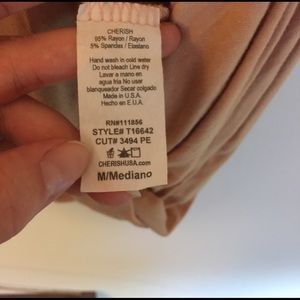 CHERISH
95% Rayon / Rayon
5% Spandex / Elastano
Hand wash in cold water
Do not bleach Line dry
Lavar a mano en
agua fria No usar
blanqueador Secar colgado
Made in U.S.A.
Hecho en E.U.A.
RN#111856
STYLE# T16642
CUT# 3494 PE
CHERISHUSA.com
M/Mediano